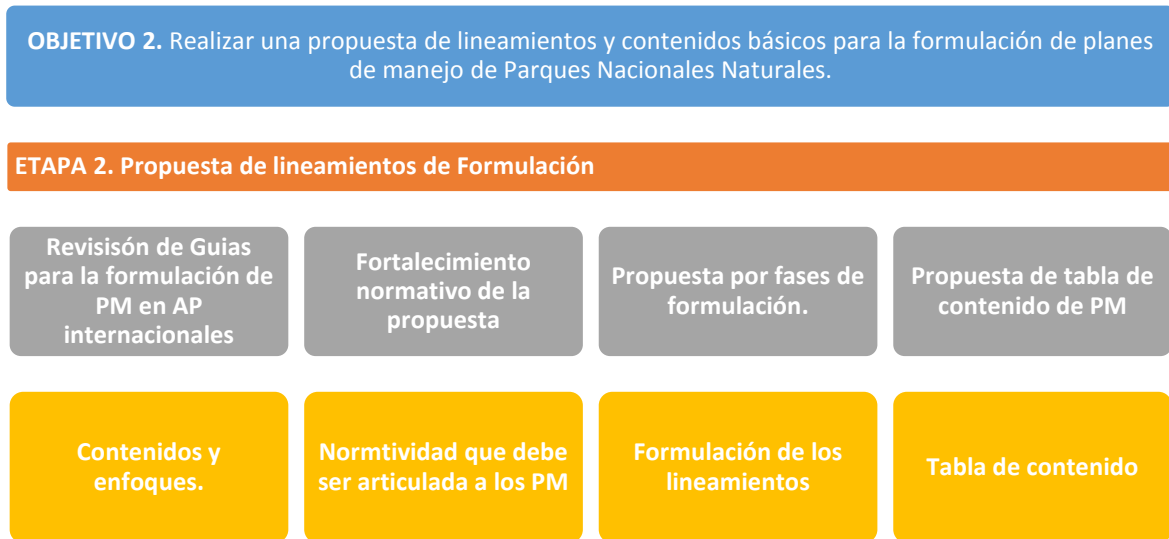 OBJETIVO 2. Realizar una propuesta de lineamientos y contenidos básicos para la formulación de planes
de manejo de Parques Nacionales Naturales.
ETAPA 2. Propuesta de lineamientos de Formulación
Revisisón de Guias
para la formulación de
PM en AP
internacionales
Fortalecimiento
normativo de la
propuesta
Propuesta por fases de
formulación.
Propuesta de tabla de
contenido de PM
Contenidos y
enfoques.
Normtividad que debe
ser articulada a los PM
Formulación de los
lineamientos
Tabla de contenido